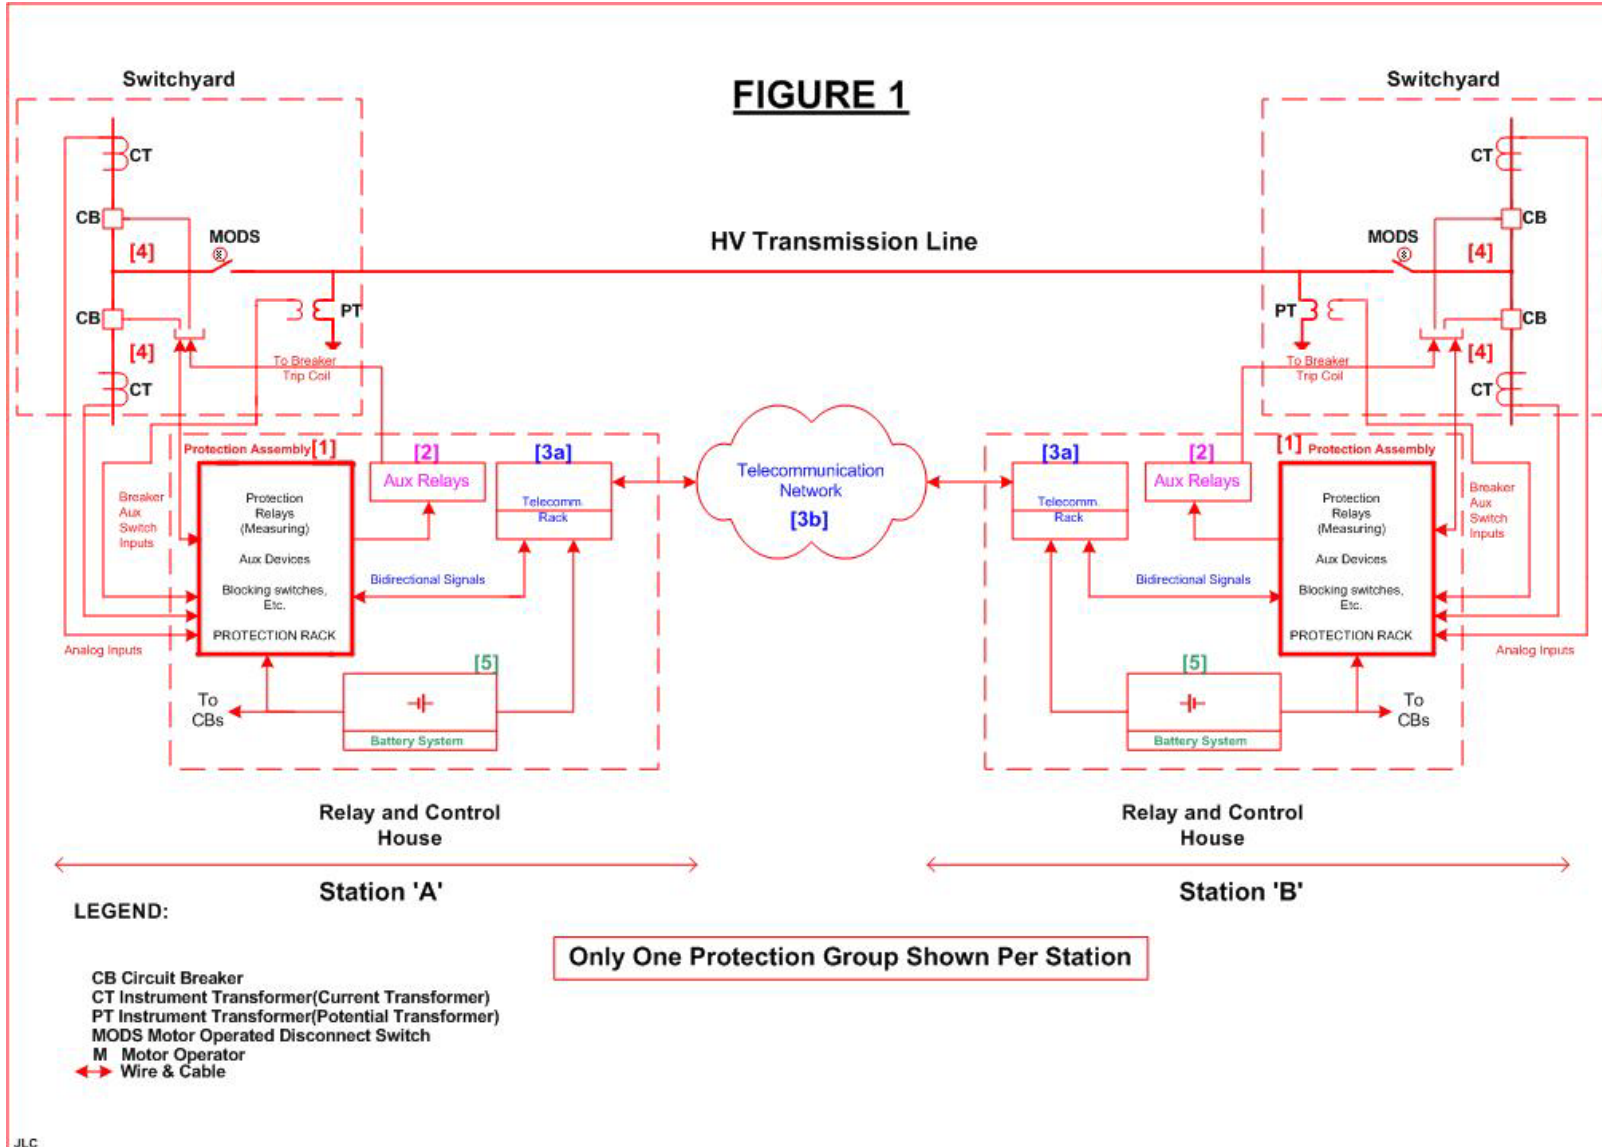 FIGURE 1
Switchyard
CT
CB
[4]
MODS
CB
[4]
CT
PT
To Breaker
Trip Coil
HV Transmission Line
Switchyard
CT
CB
[4]
MODS
CB
[4]
CT
PT
To Breaker
Trip Coil
Protection Assembly [1]
Breaker
Aux
Switch
Inputs
Protection
Relays
(Measuring)
Aux Devices
Blocking switches,
Etc.
PROTECTION RACK
Analog Inputs
[2]
Aux Relays
[3a]
Telecomm.
Rack
Bidirectional Signals
[5]
Battery System
To
CBs
Telecommunication
Network
[3b]
[3a]
Telecomm.
Rack
[2]
Aux Relays
Bidirectional Signals
[1] Protection Assembly
Protection
Relays
(Measuring)
Aux Devices
Blocking switches,
Etc.
PROTECTION RACK
Breaker
Aux
Switch
Inputs
Analog Inputs
[5]
Battery System
To
CBs
Relay and Control
House
Station 'A'
Relay and Control
House
Station 'B'
LEGEND:
CB Circuit Breaker
CT Instrument Transformer(Current Transformer)
PT Instrument Transformer(Potential Transformer)
MODS Motor Operated Disconnect Switch
M Motor Operator
Wire & Cable
Only One Protection Group Shown Per Station
JLC